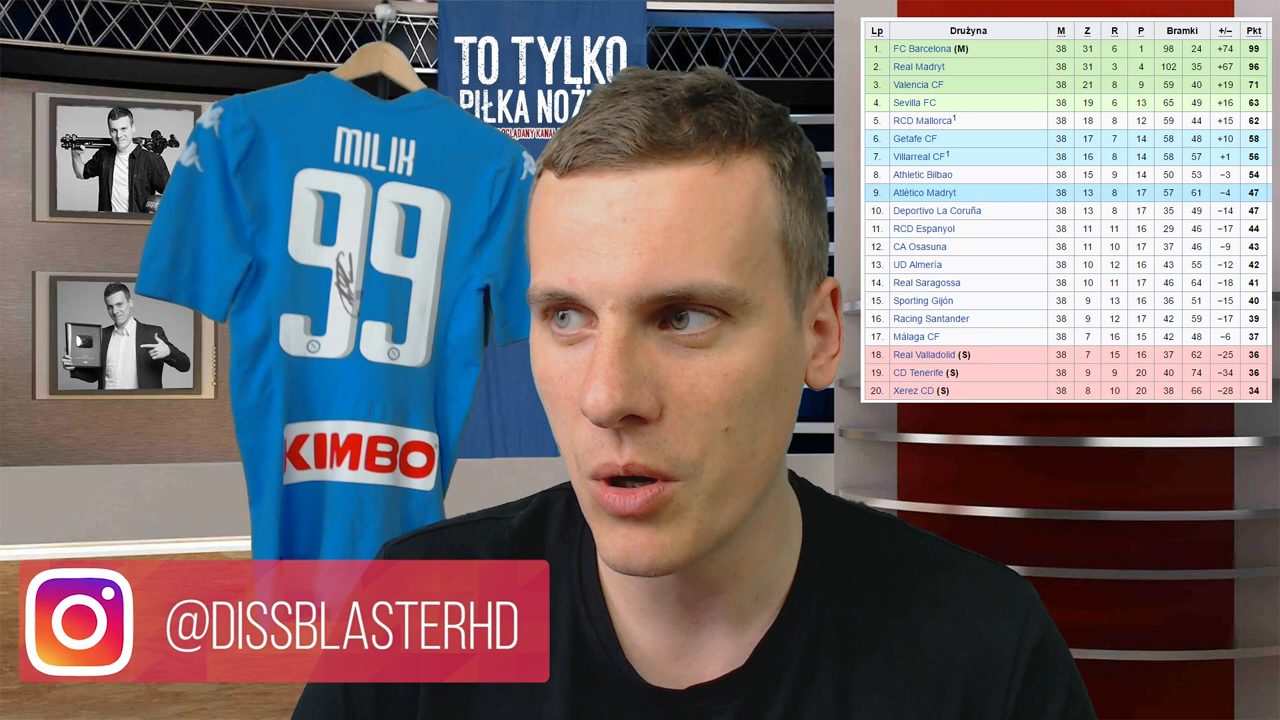 TO TYLKO
PIŁKA NOŻ
OGLĄDANY KANAŁ
MILIK
99
KIMBO
@DISSBLASTERHD
Lp Drużyna M Z R P Bramki +/− Pkt
1. FC Barcelona (M) 38 31 6 1 98 24 +74 99
2. Real Madryt 38 31 3 4 102 35 +67 96
3. Valencia CF 38 21 8 9 59 40 +19 71
4. Sevilla FC 38 19 6 13 65 49 +16 63
5. RCD Mallorca¹ 38 18 8 12 59 44 +15 62
6. Getafe CF 38 17 7 14 58 48 +10 58
7. Villarreal CF¹ 38 16 8 14 58 57 +1 56
8. Athletic Bilbao 38 15 9 14 50 53 −3 54
9. Atlético Madryt 38 13 8 17 57 61 −4 47
10. Deportivo La Coruña 38 13 8 17 35 49 −14 47
11. RCD Espanyol 38 11 11 16 29 46 −17 44
12. CA Osasuna 38 11 10 17 37 46 −9 43
13. UD Almería 38 10 12 16 43 55 −12 42
14. Real Saragossa 38 10 11 17 46 64 −18 41
15. Sporting Gijón 38 9 13 16 36 51 −15 40
16. Racing Santander 38 9 12 17 42 59 −17 39
17. Málaga CF 38 7 16 15 42 48 −6 37
18. Real Valladolid (S) 38 7 15 16 37 62 −25 36
19. CD Tenerife (S) 38 9 9 20 40 74 −34 36
20. Xerez CD (S) 38 8 10 20 38 66 −28 34